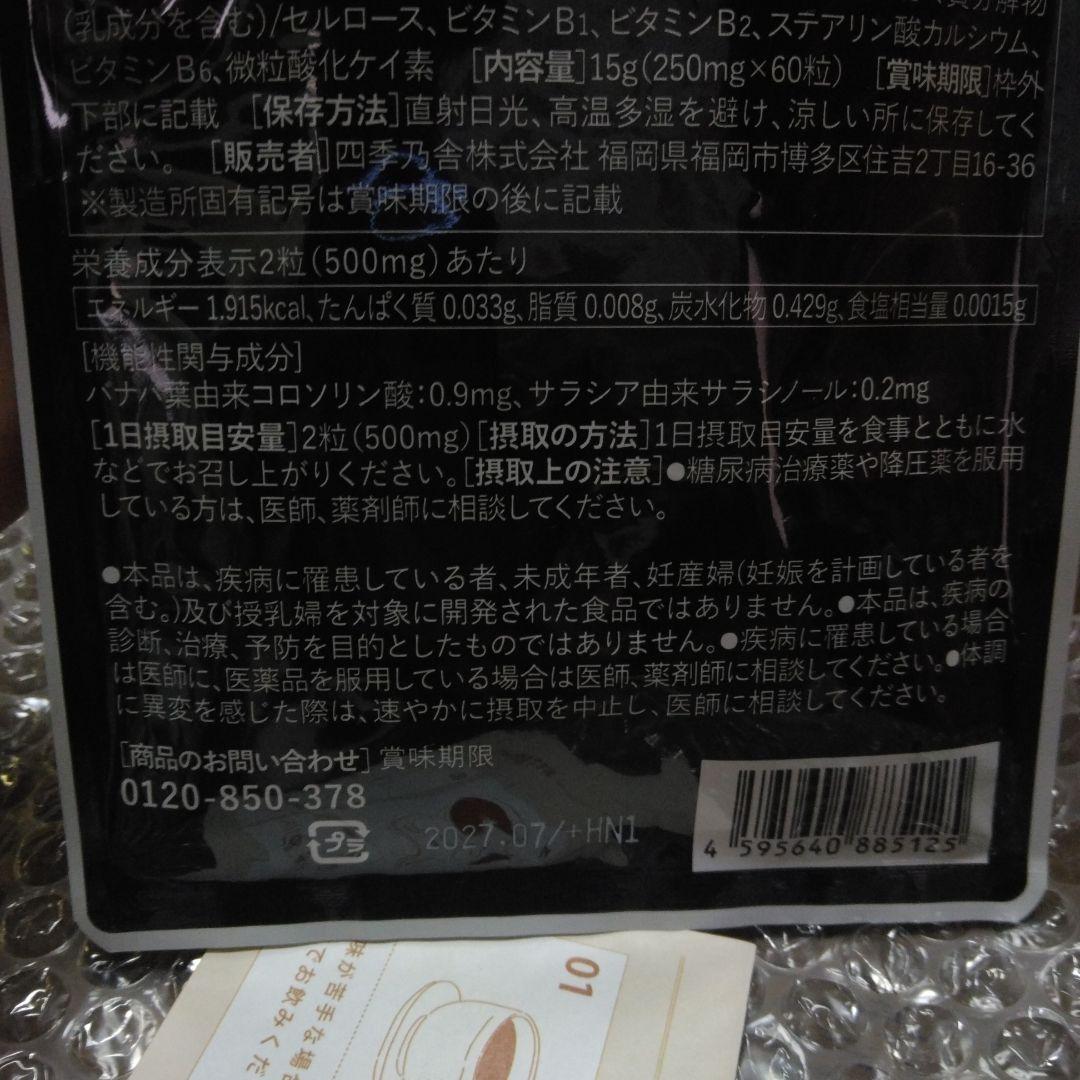 質分解物
(乳成分を含む)/セルロース、ビタミンB1、ビタミンB2、ステアリン酸カルシウム、
ビタミンB6、微粒酸化ケイ素 [内容量]15g(250mg×60粒) [賞味期限]枠外
下部に記載 [保存方法]直射日光、高温多湿を避け、涼しい所に保存してく
ださい。 [販売者]四季乃舎株式会社 福岡県福岡市博多区住吉2丁目16-36
※製造所固有記号は賞味期限の後に記載
栄養成分表示2粒(500mg)あたり
エネルギー 1.915kcal、たんぱく質 0.033g、脂質 0.008g、炭水化物 0.429g、食塩相当量 0.0015g
[機能性関与成分]
バナバ葉由来コロソリン酸:0.9mg、サラシア由来サラシノール:0.2mg
[1日摂取目安量]2粒(500mg)[摂取の方法]1日摂取目安量を食事とともに水
などでお召し上がりください。[摂取上の注意]●糖尿病治療薬や降圧薬を服用
している方は、医師、薬剤師に相談してください。
●本品は、疾病に罹患している者、未成年者、妊産婦(妊娠を計画している者を
含む。)及び授乳婦を対象に開発された食品ではありません。●本品は、疾病の
診断、治療、予防を目的としたものではありません。●疾病に罹患している場合
は医師に、医薬品を服用している場合は医師、薬剤師に相談してください。●体調
に異変を感じた際は、速やかに摂取を中止し、医師に相談してください。
[商品のお問い合わせ] 賞味期限
0120-850-378
プラ
2027.07/+HN1
4 595640 885125
01
味が苦手な場合
でお飲みくだ